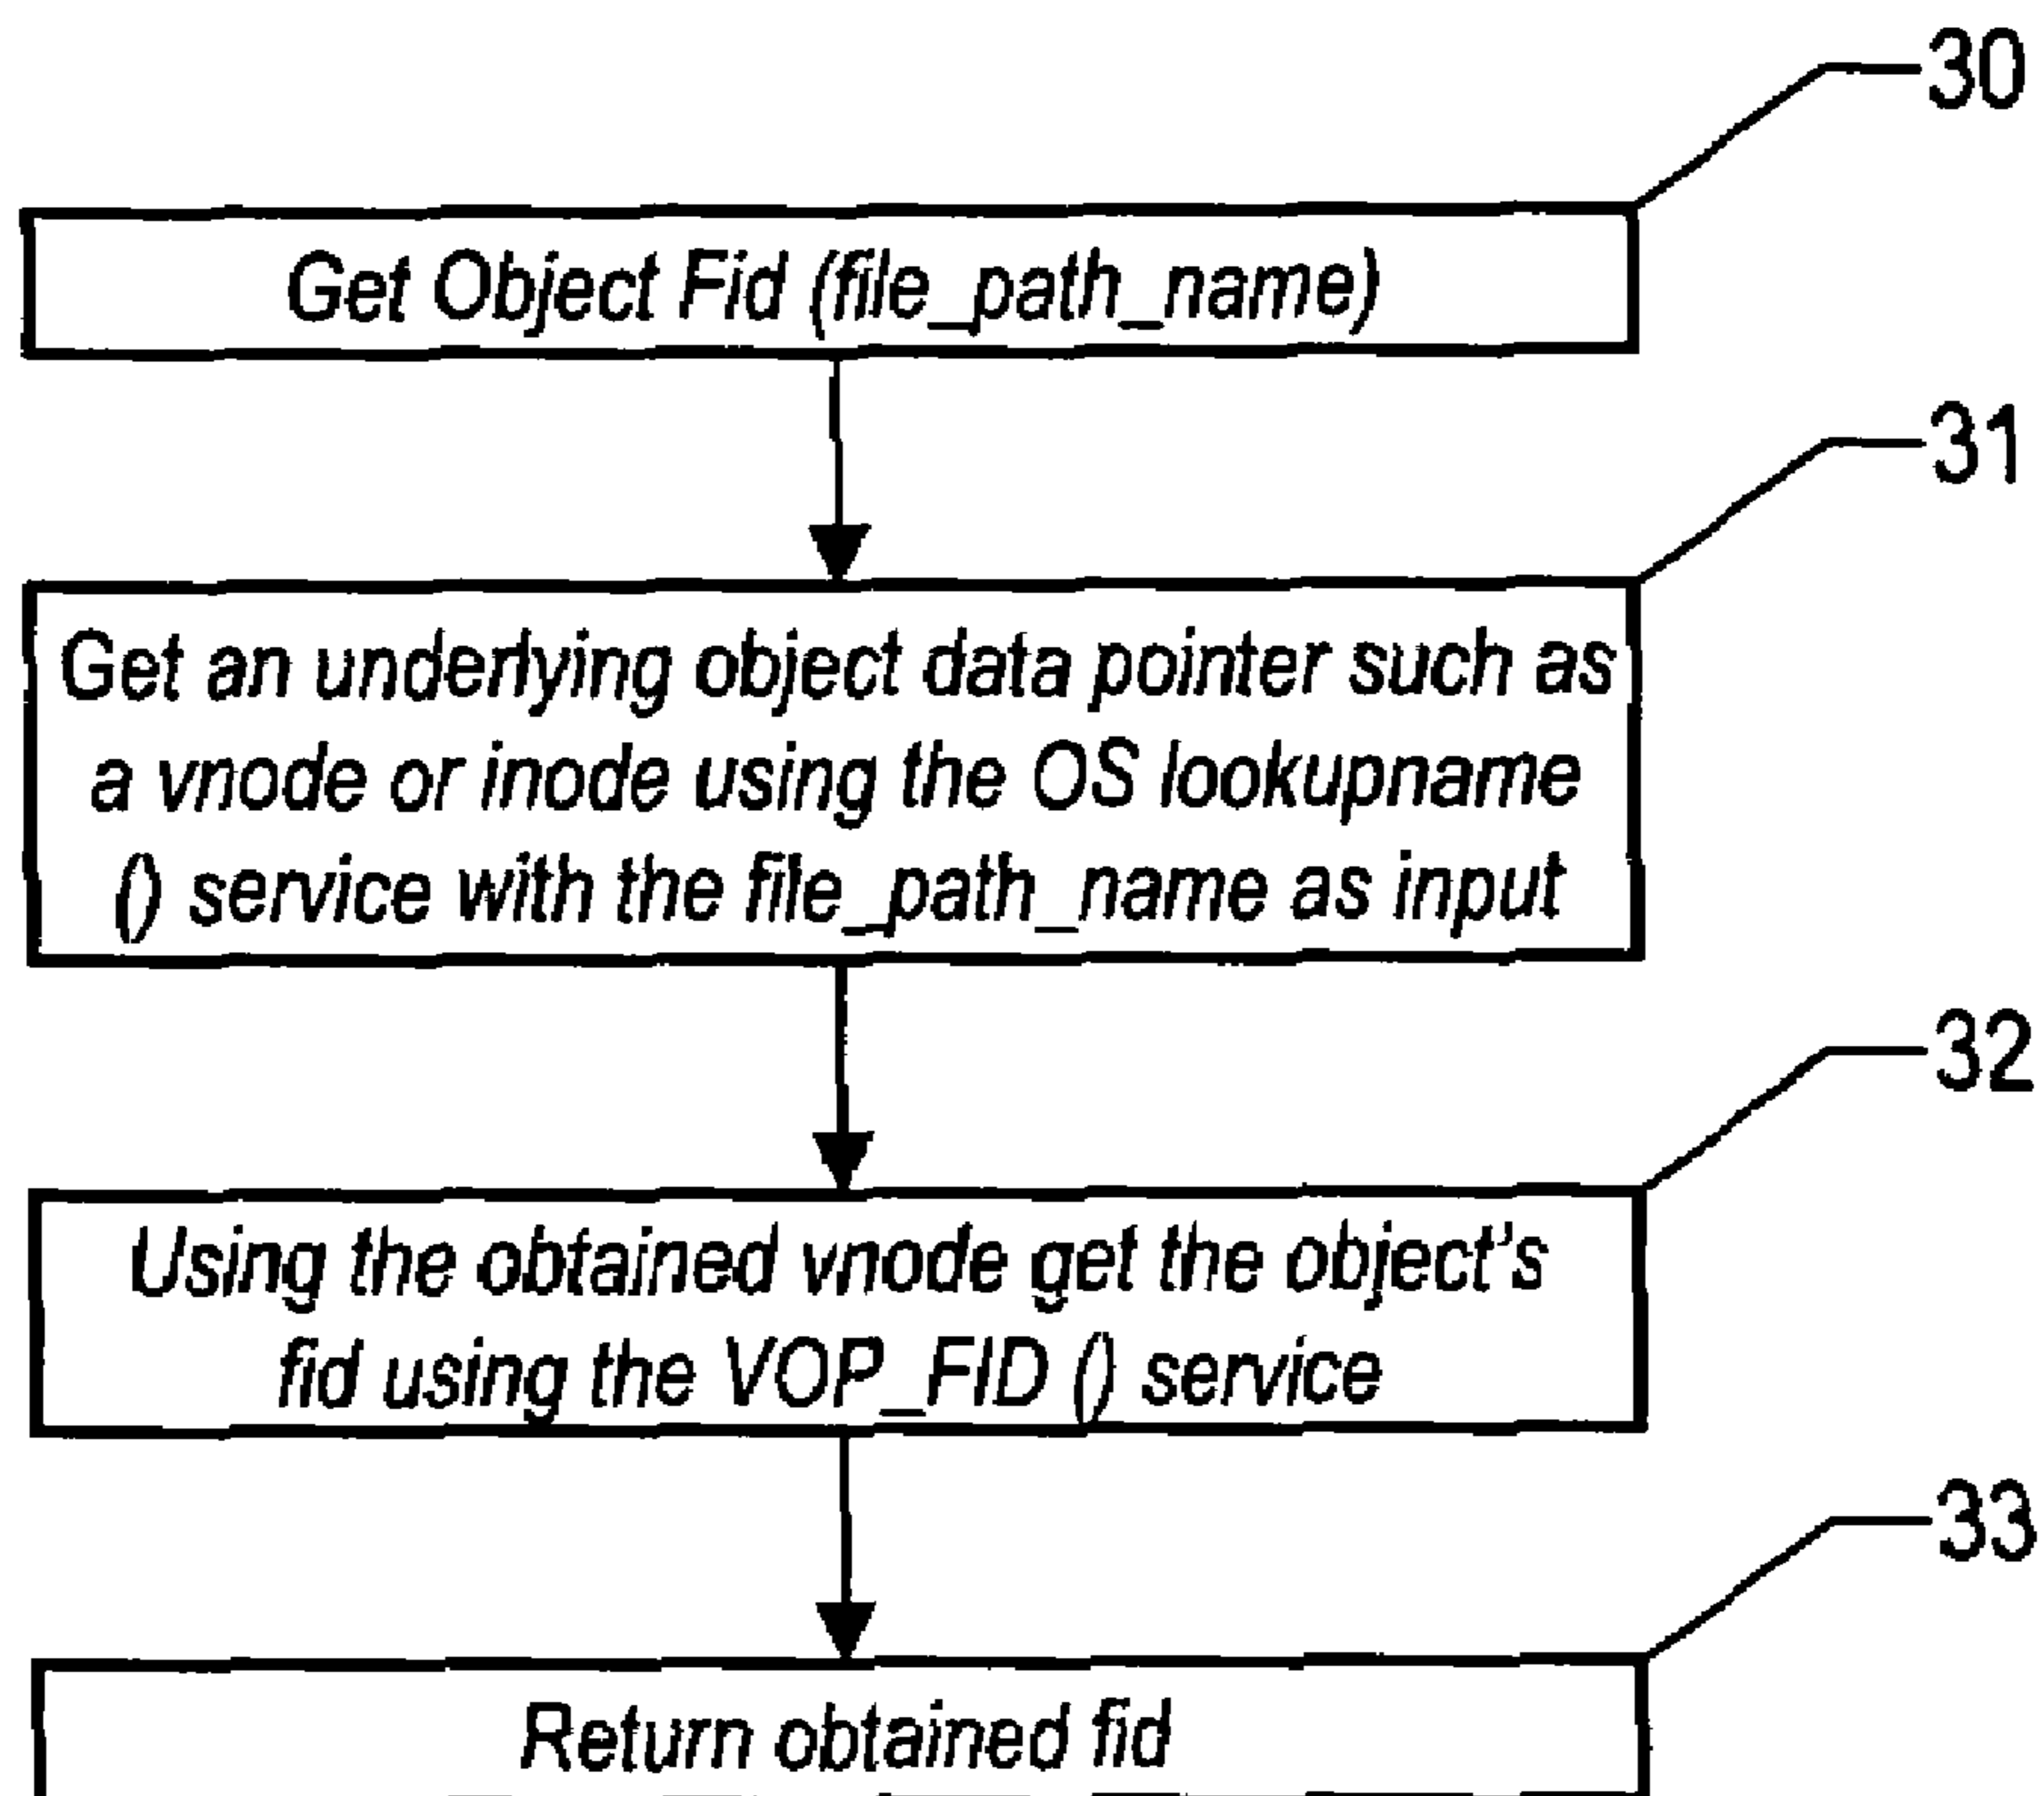 30
Get Object Fid (file_path_name)
31
Get an underlying object data pointer such as
a vnode or inode using the OS lookupname
() service with the file_path_name as input
32
Using the obtained vnode get the object's
fid using the VOP_FID () service
33
Return obtained fid